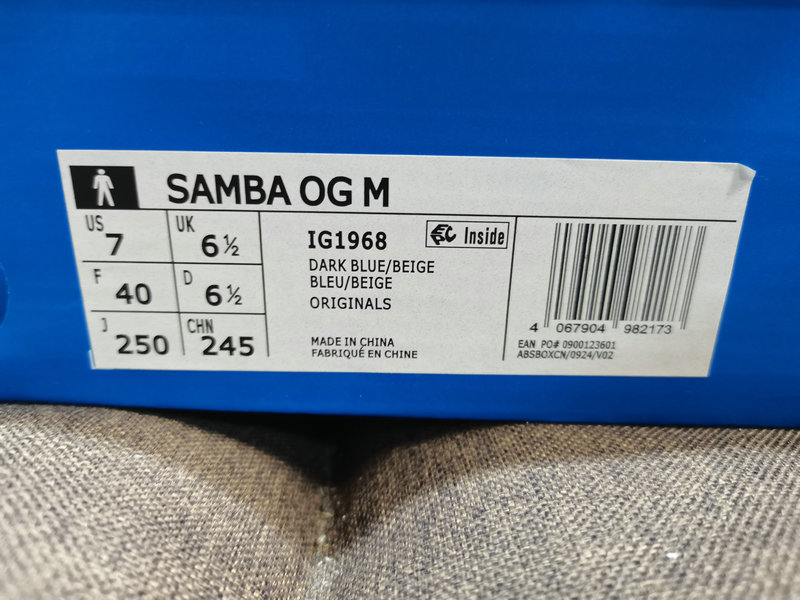 SAMBA OG M
US 7 UK 6½
F 40 D 6½
J 250 CHN 245
IG1968 Inside
DARK BLUE/BEIGE
BLEU/BEIGE
ORIGINALS
MADE IN CHINA
FABRIQUÉ EN CHINE
4 067904 982173
EAN PO# 0900123601
ABSBOXCN/0924/V02